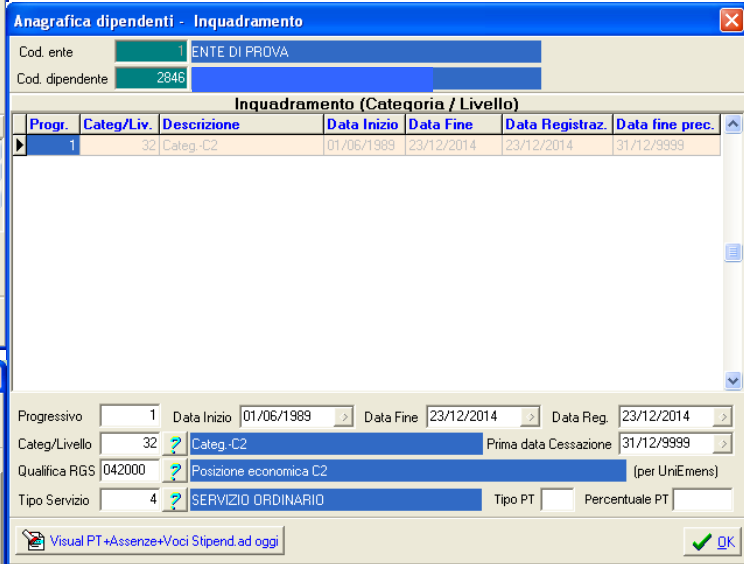 Anagrafica dipendenti - Inquadramento
Cod. ente 1 ENTE DI PROVA
Cod. dipendente 2846
Inquadramento (Categoria / Livello)
Progr. Categ/Liv. Descrizione Data Inizio Data Fine Data Registraz. Data fine prec.
1 32 Categ.-C2 01/06/1989 23/12/2014 23/12/2014 31/12/9999
Progressivo 1 Data Inizio 01/06/1989 Data Fine 23/12/2014 Data Reg. 23/12/2014
Categ/Livello 32 ? Categ.-C2 Prima data Cessazione 31/12/9999
Qualifica RGS 042000 ? Posizione economica C2 (per UniEmens)
Tipo Servizio 4 ? SERVIZIO ORDINARIO Tipo PT Percentuale PT
Visual PT+Assenze+Voci Stipend.ad oggi OK